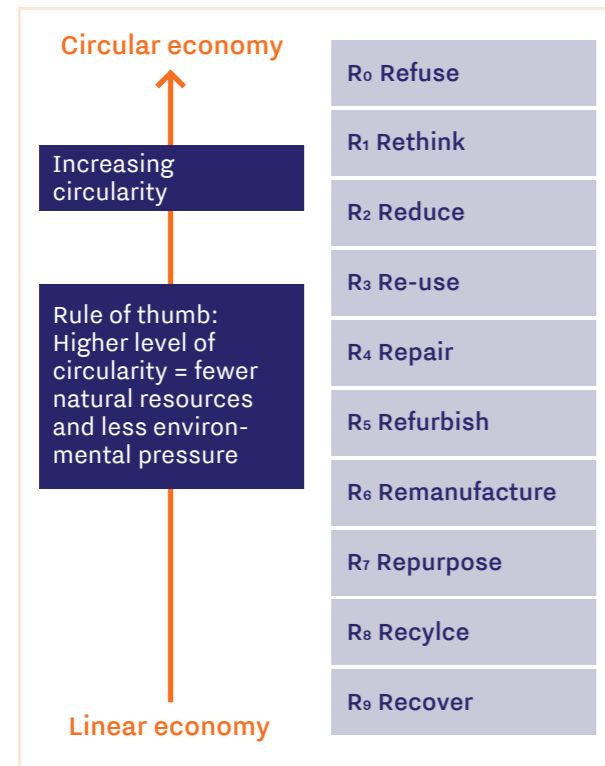 Circular economy
Increasing
circularity
Rule of thumb:
Higher level of
circularity = fewer
natural resources
and less environ-
mental pressure
Linear economy
R₀ Refuse
R₁ Rethink
R₂ Reduce
R₃ Re-use
R₄ Repair
R₅ Refurbish
R₆ Remanufacture
R₇ Repurpose
R₈ Recylce
R₉ Recover